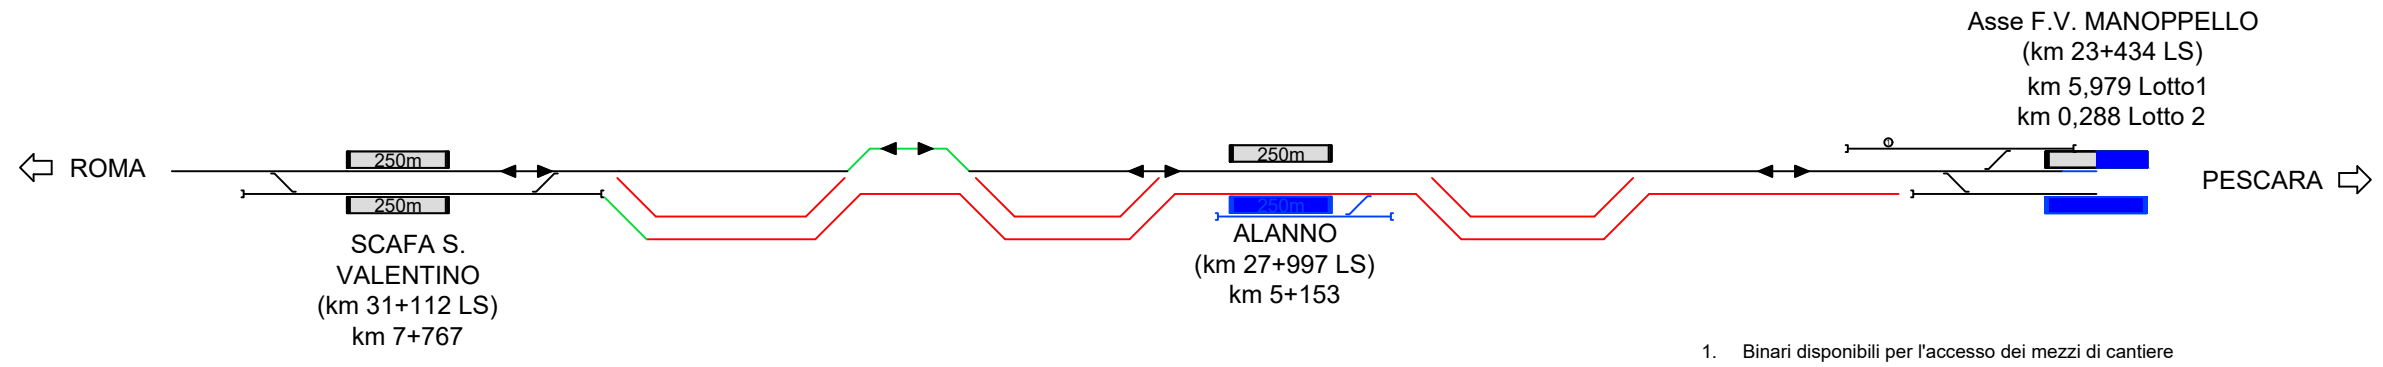 Asse F.V. MANOPPELLO
(km 23+434 LS)
km 5,979 Lotto1
km 0,288 Lotto 2
ROMA
250m
250m
1
PESCARA
250m
250m
SCAFA S.
VALENTINO
(km 31+112 LS)
km 7+767
ALANNO
(km 27+997 LS)
km 5+153
1. Binari disponibili per l'accesso dei mezzi di cantiere